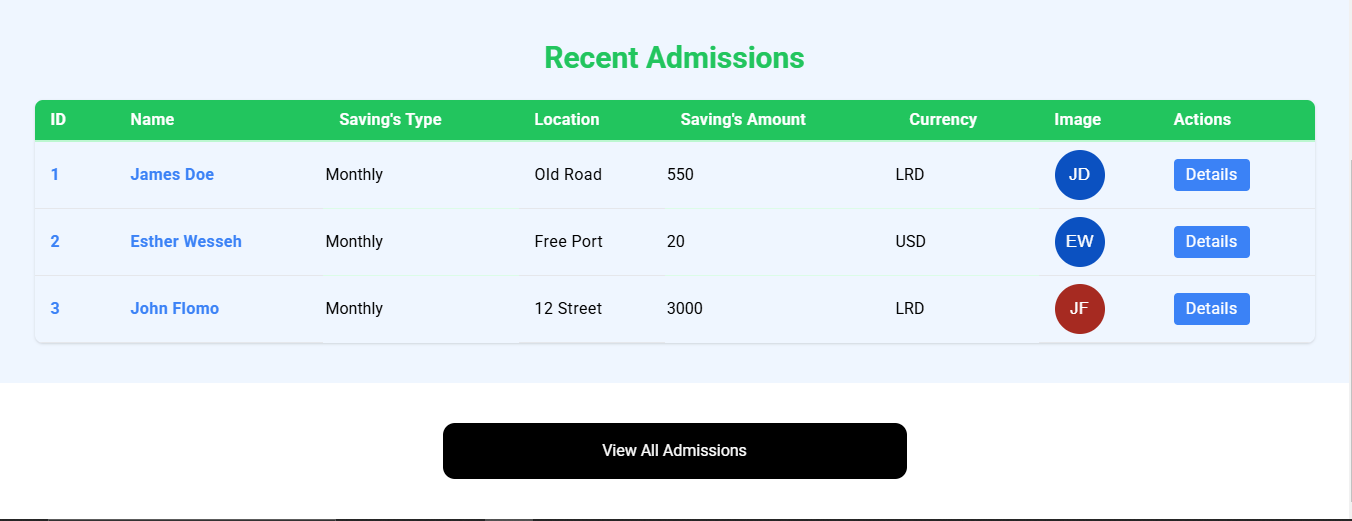 Recent Admissions
ID Name Saving's Type Location Saving's Amount Currency Image Actions
1 James Doe Monthly Old Road 550 LRD JD Details
2 Esther Wesseh Monthly Free Port 20 USD EW Details
3 John Flomo Monthly 12 Street 3000 LRD JF Details
View All Admissions